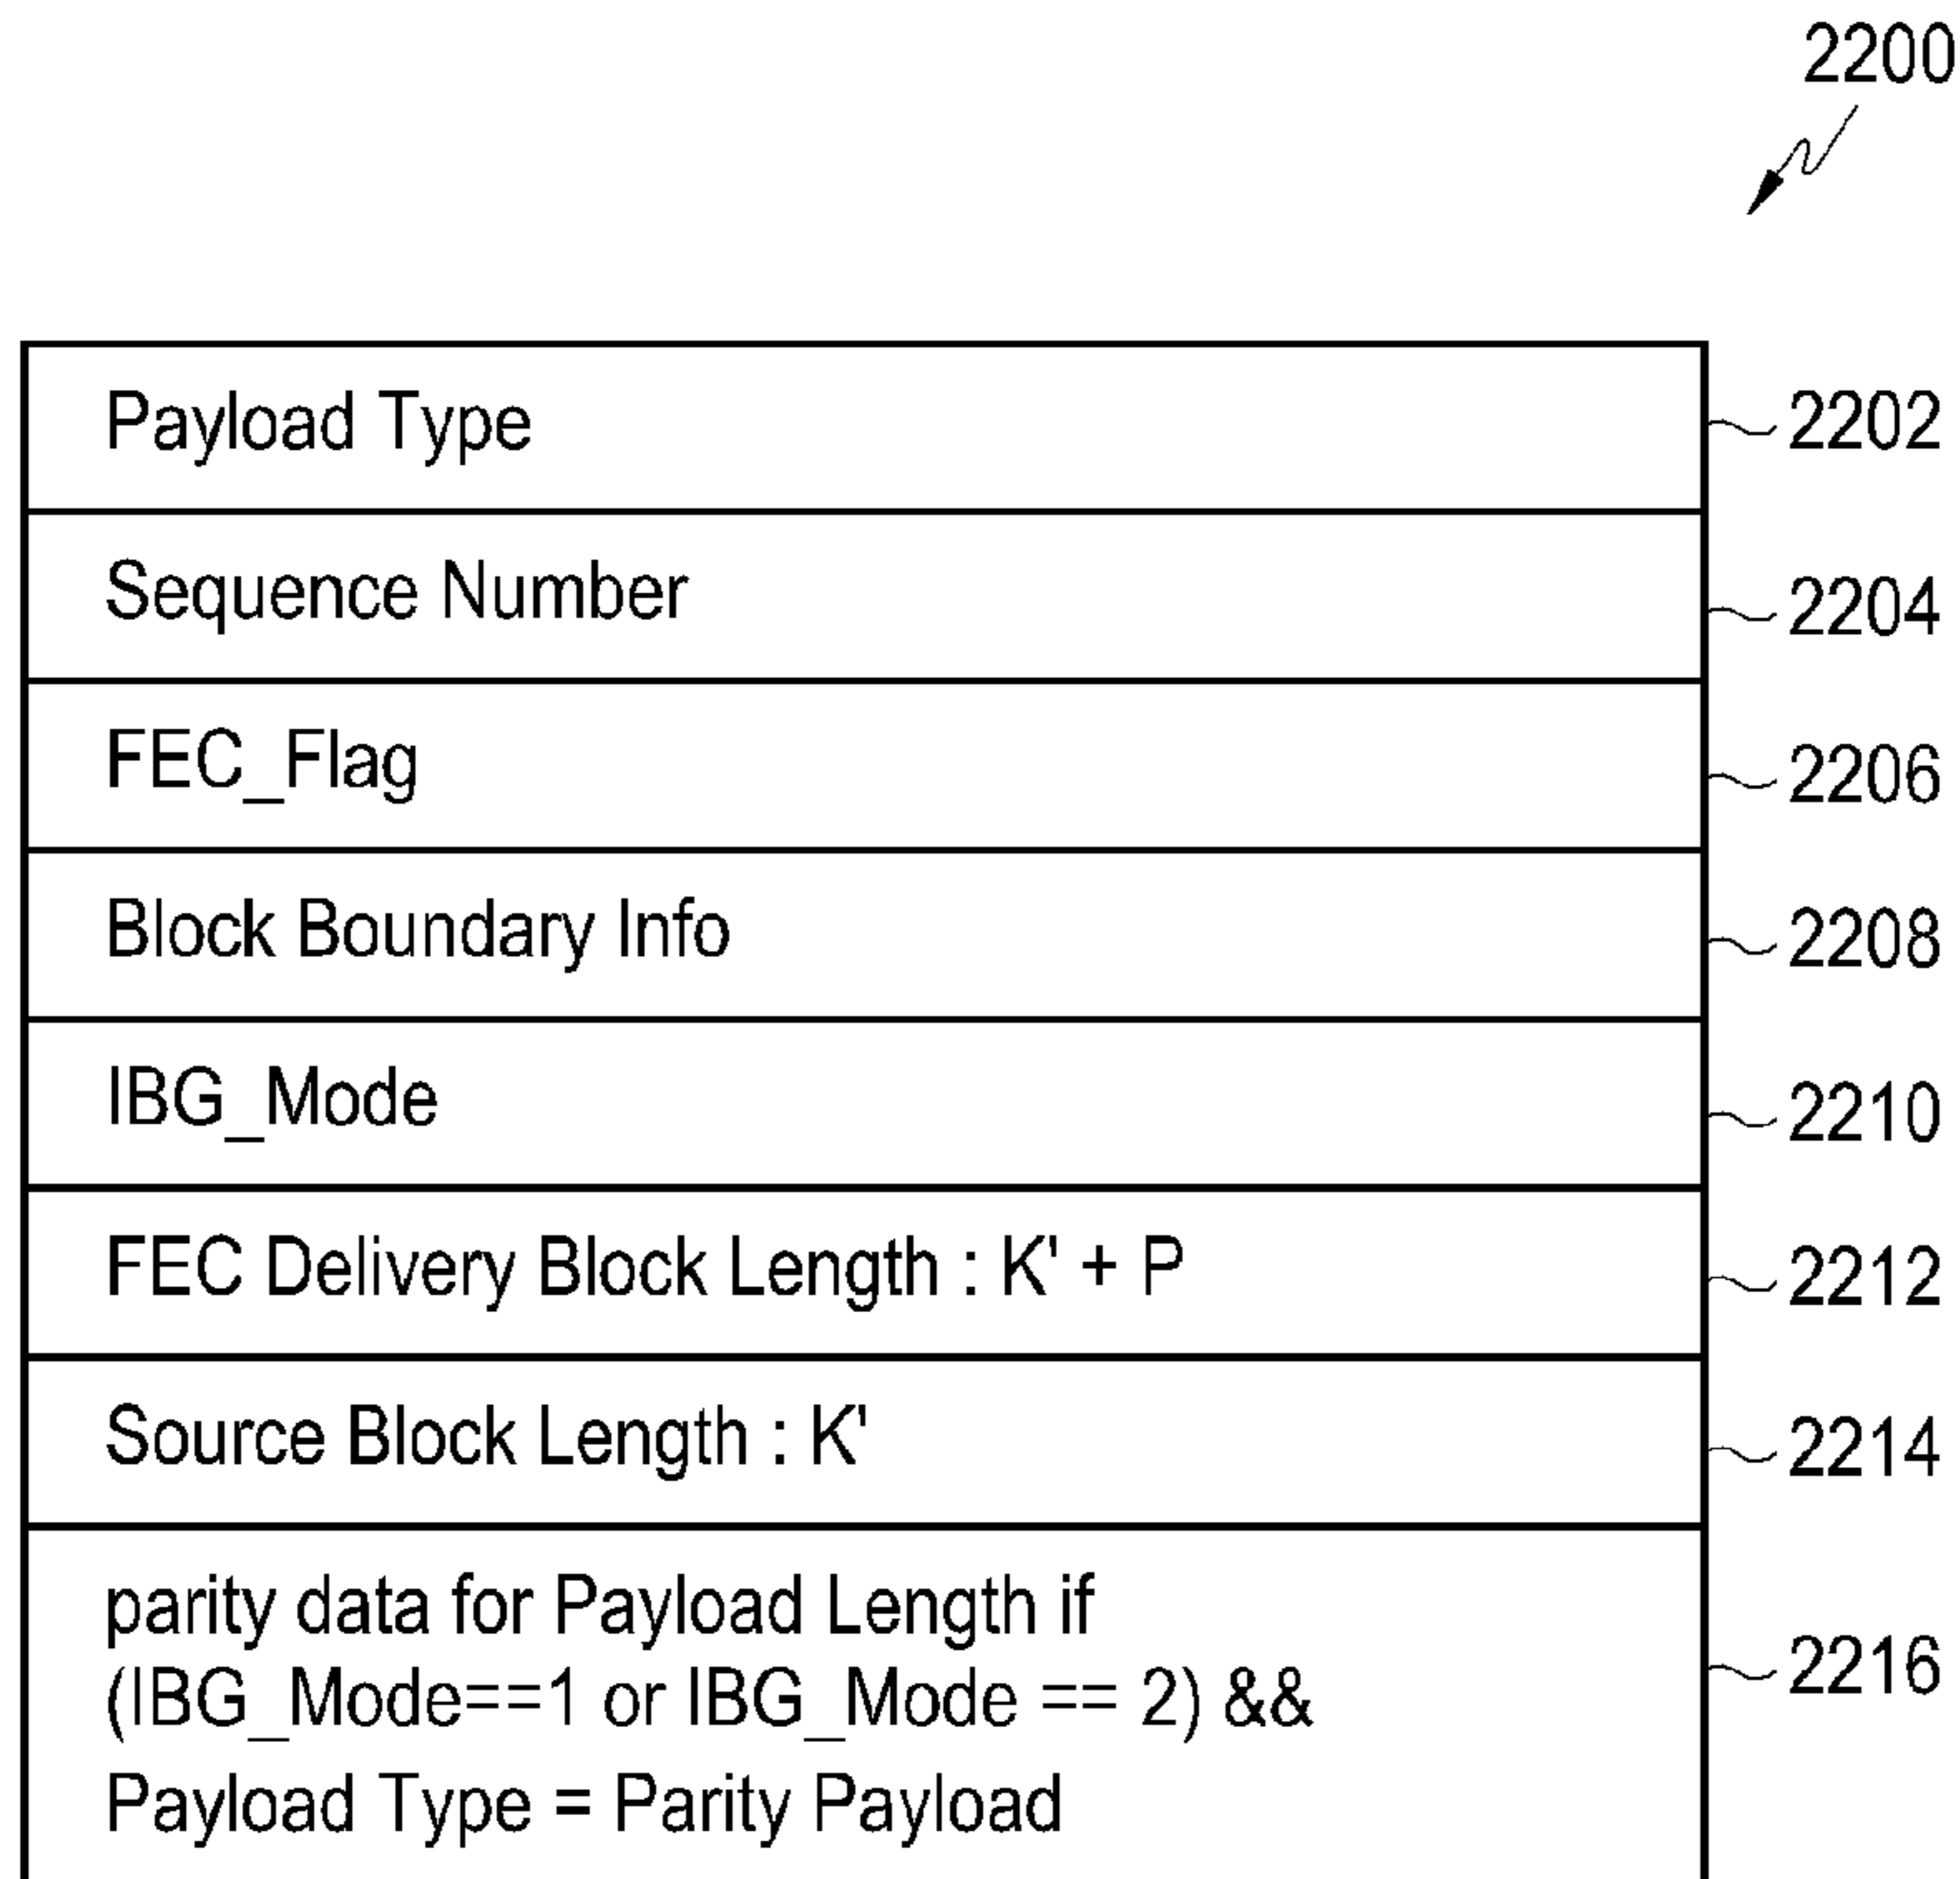 2200
Payload Type 2202
Sequence Number 2204
FEC_Flag 2206
Block Boundary Info 2208
IBG_Mode 2210
FEC Delivery Block Length : K' + P 2212
Source Block Length : K' 2214
parity data for Payload Length if
(IBG_Mode==1 or IBG_Mode == 2) && 2216
Payload Type = Parity Payload